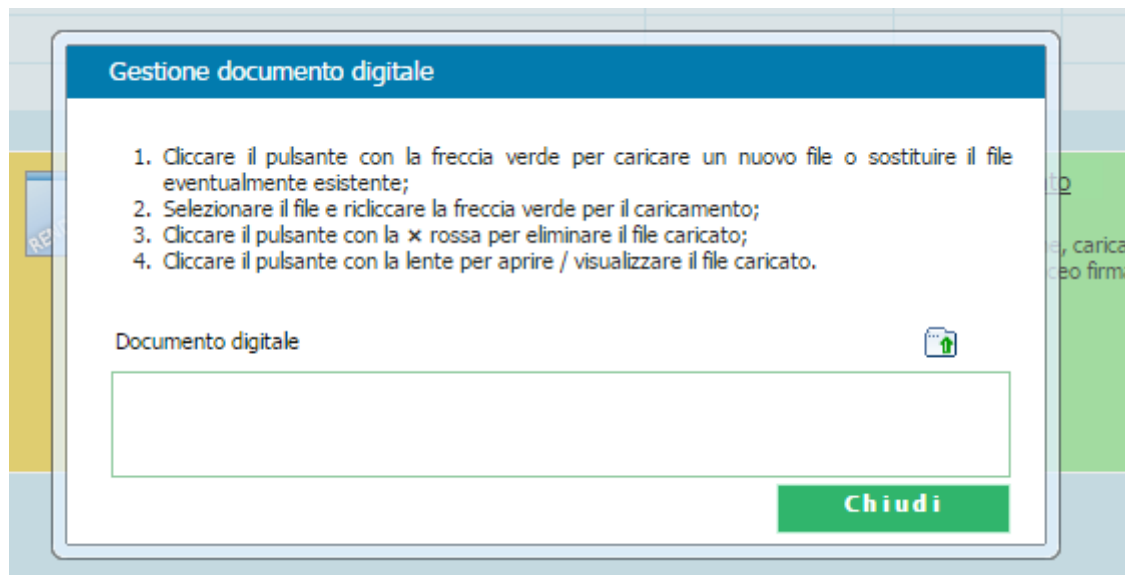 Gestione documento digitale
1. Cliccare il pulsante con la freccia verde per caricare un nuovo file o sostituire il file
eventualmente esistente;
2. Selezionare il file e ricliccare la freccia verde per il caricamento;
3. Cliccare il pulsante con la × rossa per eliminare il file caricato;
4. Cliccare il pulsante con la lente per aprire / visualizzare il file caricato.
Documento digitale
Chiudi